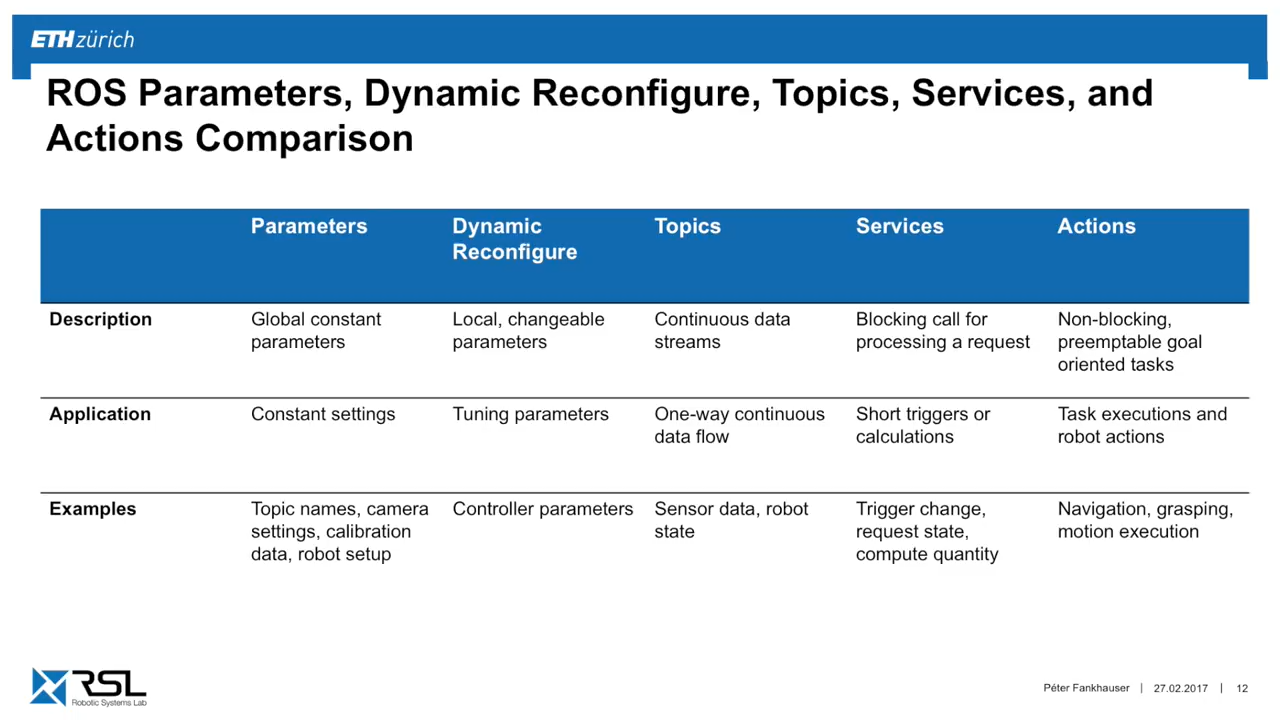 ETH zürich
ROS Parameters, Dynamic Reconfigure, Topics, Services, and
Actions Comparison
Parameters
Dynamic
Reconfigure
Topics
Services
Actions
Description
Global constant
parameters
Local, changeable
parameters
Continuous data
streams
Blocking call for
processing a request
Non-blocking,
preemptable goal
oriented tasks
Application
Constant settings
Tuning parameters
One-way continuous
data flow
Short triggers or
calculations
Task executions and
robot actions
Examples
Topic names, camera
settings, calibration
data, robot setup
Controller parameters
Sensor data, robot
state
Trigger change,
request state,
compute quantity
Navigation, grasping,
motion execution
RSL
Robotic Systems Lab
Péter Fankhauser | 27.02.2017 | 12